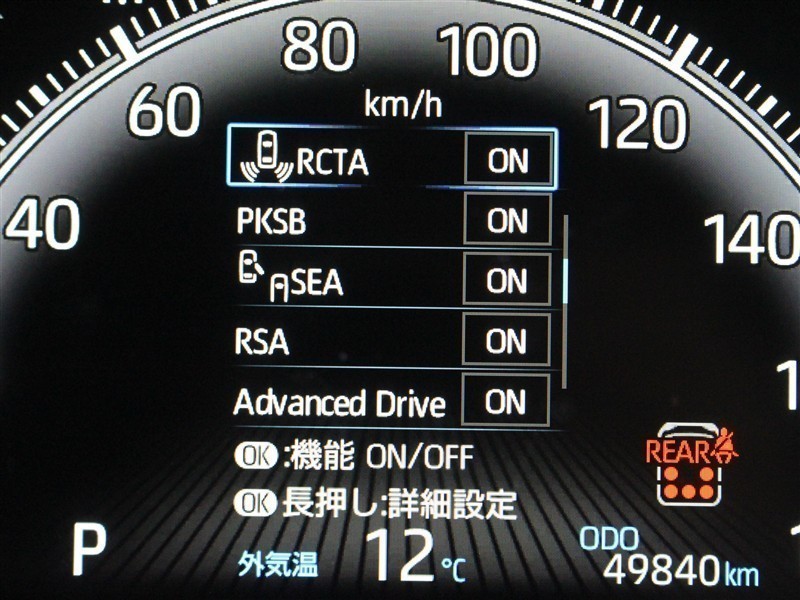 80
100
km/h
60
120
RCTA ON
40
PKSB ON
140
SEA ON
RSA ON
Advanced Drive ON
REAR
OK:機能 ON/OFF
OK長押し:詳細設定
P
外気温 12℃
ODO
49840km